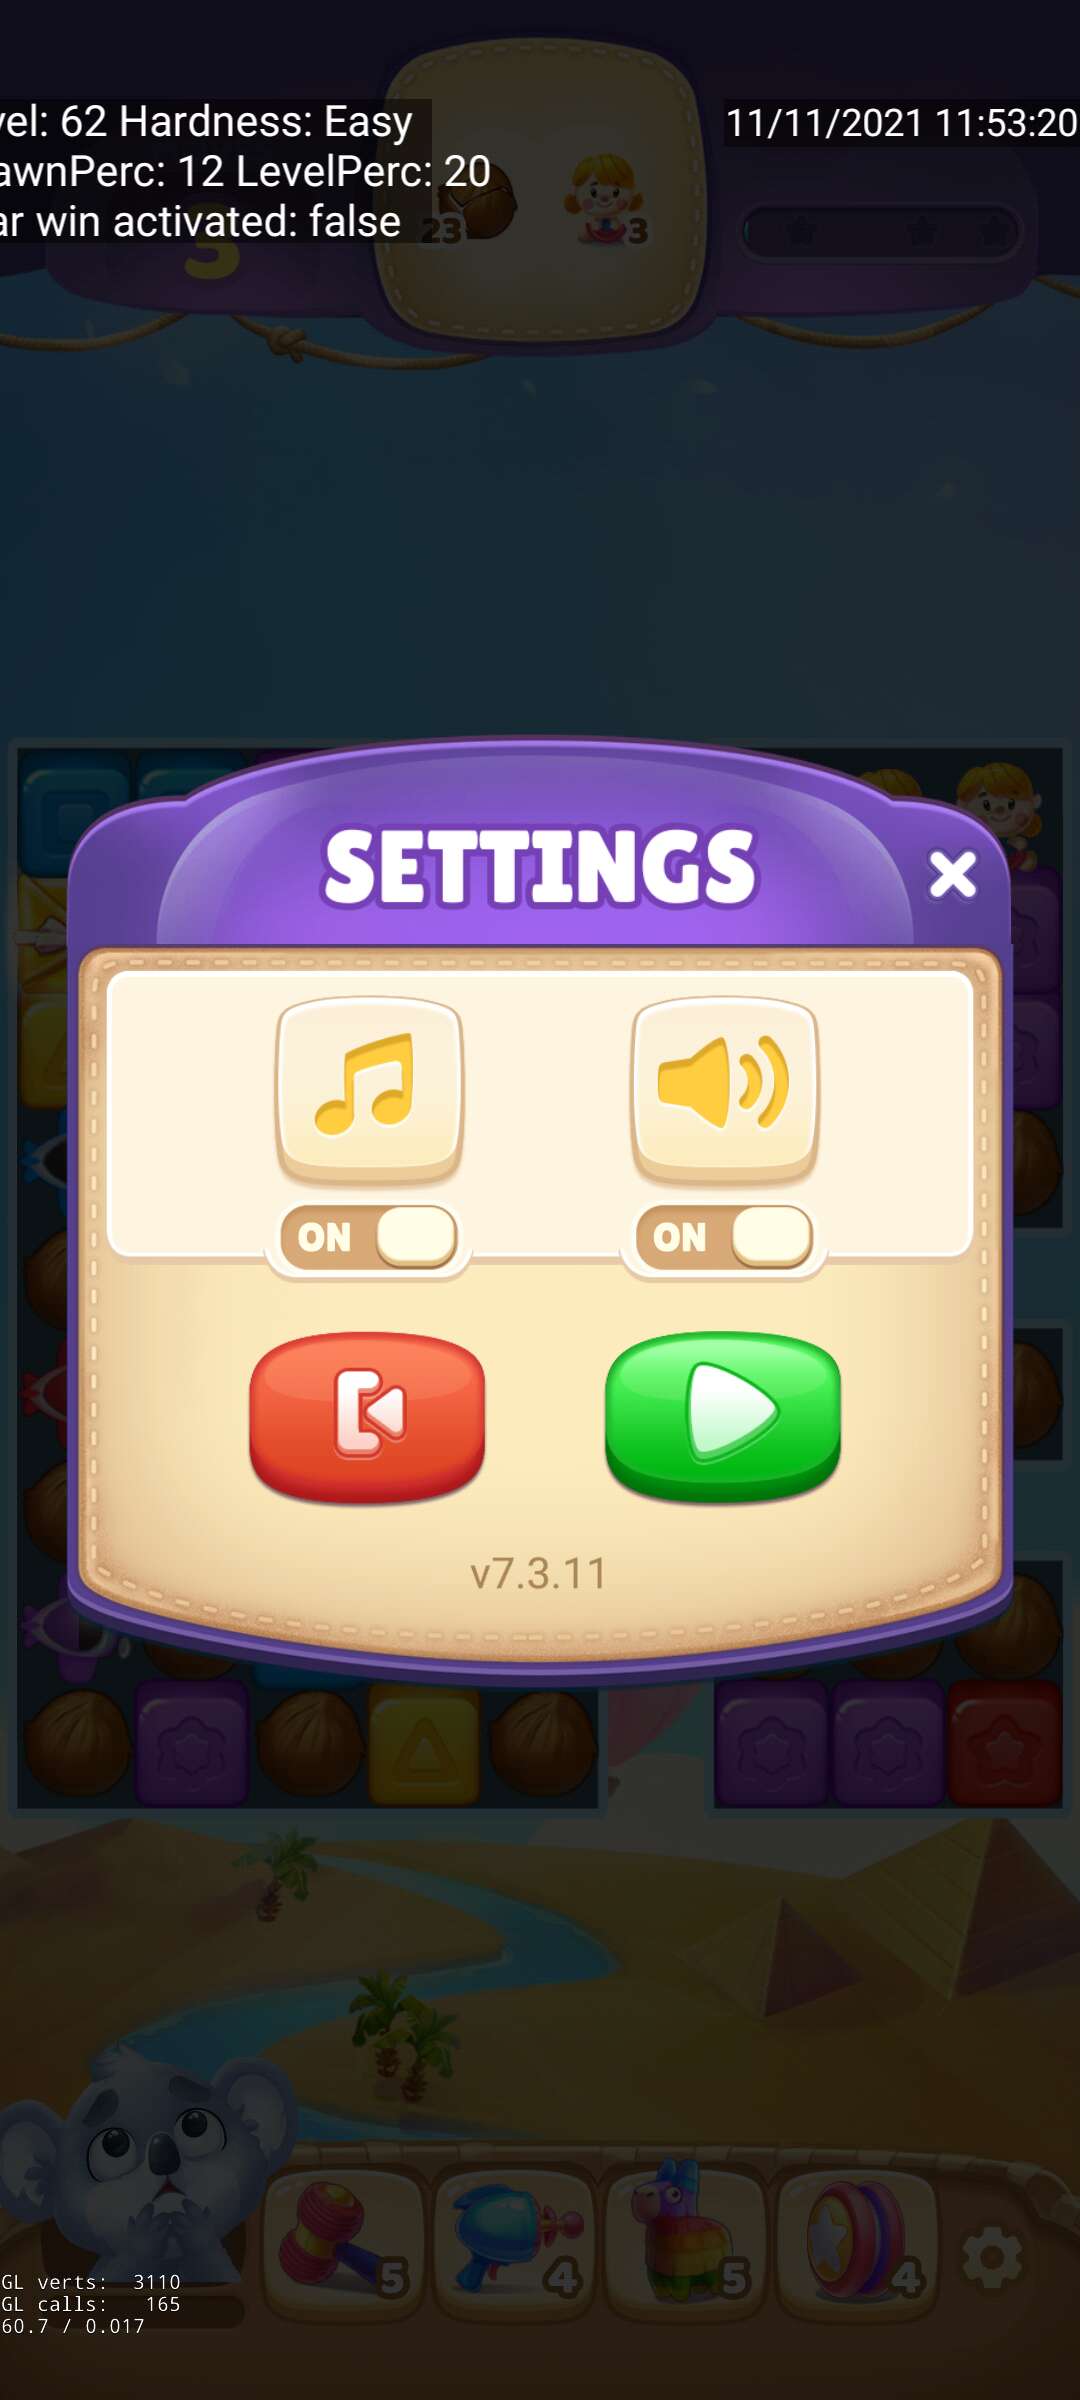 vel: 62 Hardness: Easy
11/11/2021 11:53:20
awnPerc: 12 LevelPerc: 20
ar win activated: false
23
3
5
SETTINGS
ON
ON
v7.3.11
5
4
5
4
GL verts: 3110
GL calls: 165
60.7 / 0.017